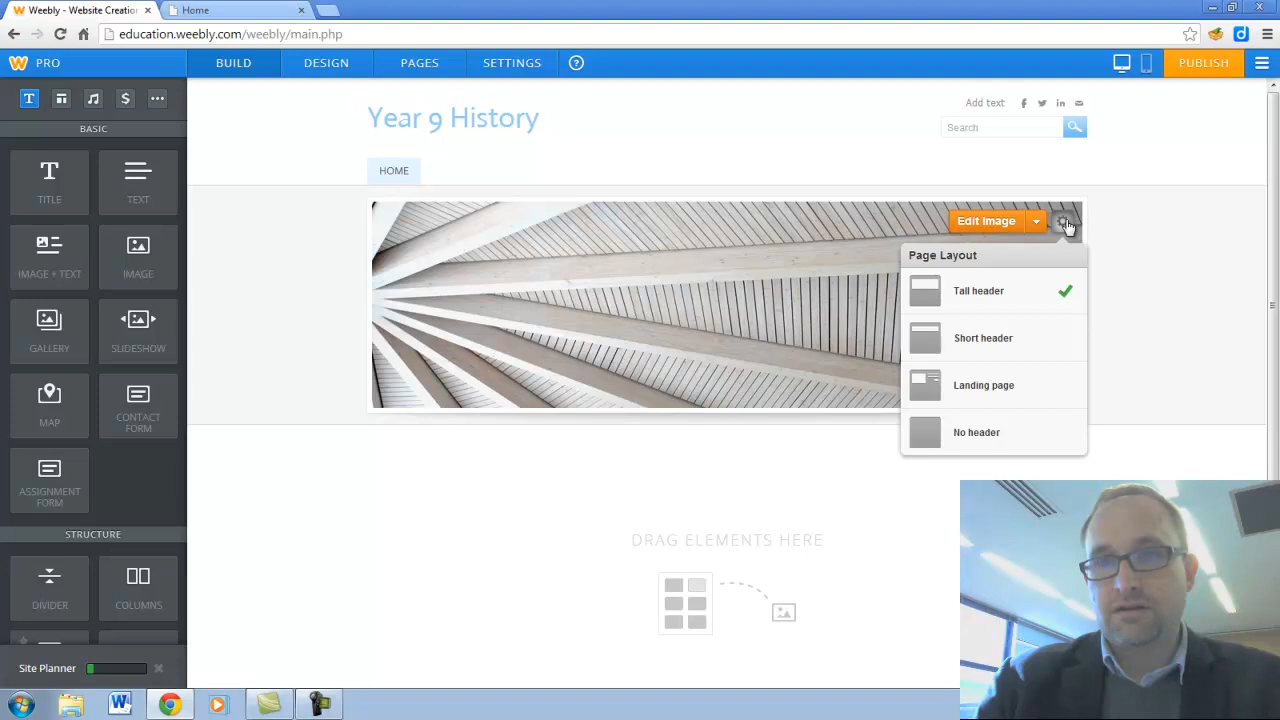 Weebly - Website Creation
Home
education.weebly.com/weebly/main.php
PRO
BUILD
DESIGN
PAGES
SETTINGS
?
PUBLISH
T
$
BASIC
T
TITLE
TEXT
IMAGE + TEXT
IMAGE
GALLERY
SLIDESHOW
MAP
CONTACT
FORM
ASSIGNMENT
FORM
STRUCTURE
DIVIDER
COLUMNS
Site Planner
Year 9 History
Add text
Search
HOME
Edit Image
Page Layout
Tall header
Short header
Landing page
No header
DRAG ELEMENTS HERE